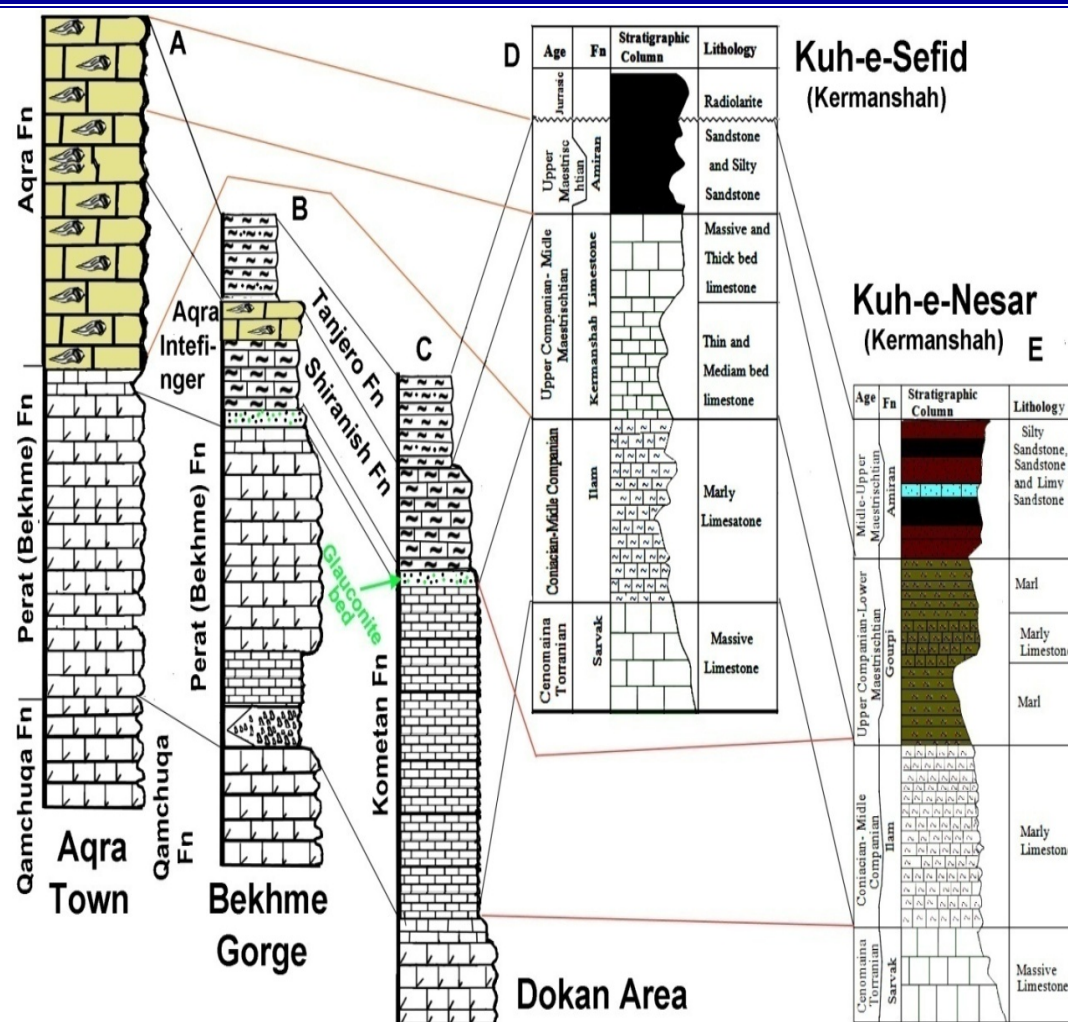 A
Aqra Fn
Perat (Bekhme) Fn
Qamchuqa Fn
Aqra
Town
B
Aqra
Intefi-
nger
Tanjero Fn
Shiranish Fn
Perat (Bekhme) Fn
Qamchuqa
Fn
Bekhme
Gorge
C
Glauconite
bed
Kometan Fn
Dokan Area
D
Kuh-e-Sefid
(Kermanshah)
Age
Fn
Stratigraphic
Column
Lithology
Jurrasic
Radiolarite
Upper
Maestrisc
htian
Amiran
Sandstone
and Silty
Sandstone
Upper Companian- Midle
Maestrischtian
Kermanshah Limestone
Massive and
Thick bed
limestone
Thin and
Mediam bed
limestone
Coniacian-Midle Companian
Ilam
Marly
Limesatone
Cenomaina
Torranian
Sarvak
Massive
Limestone
Kuh-e-Nesar
(Kermanshah)
E
Age
Fn
Stratigraphic
Column
Lithology
Midle-Upper
Maestrischtian
Amiran
Silty
Sandstone,
Sandstone
and Limy
Sandstone
Upper Companian-Lower
Maestrischtian
Gourpi
Marl
Marly
Limestone
Marl
Coniacian- Midle
Companian
Ilam
Marly
Limestone
Cenomaina
Torranian
Sarvak
Massive
Limestone